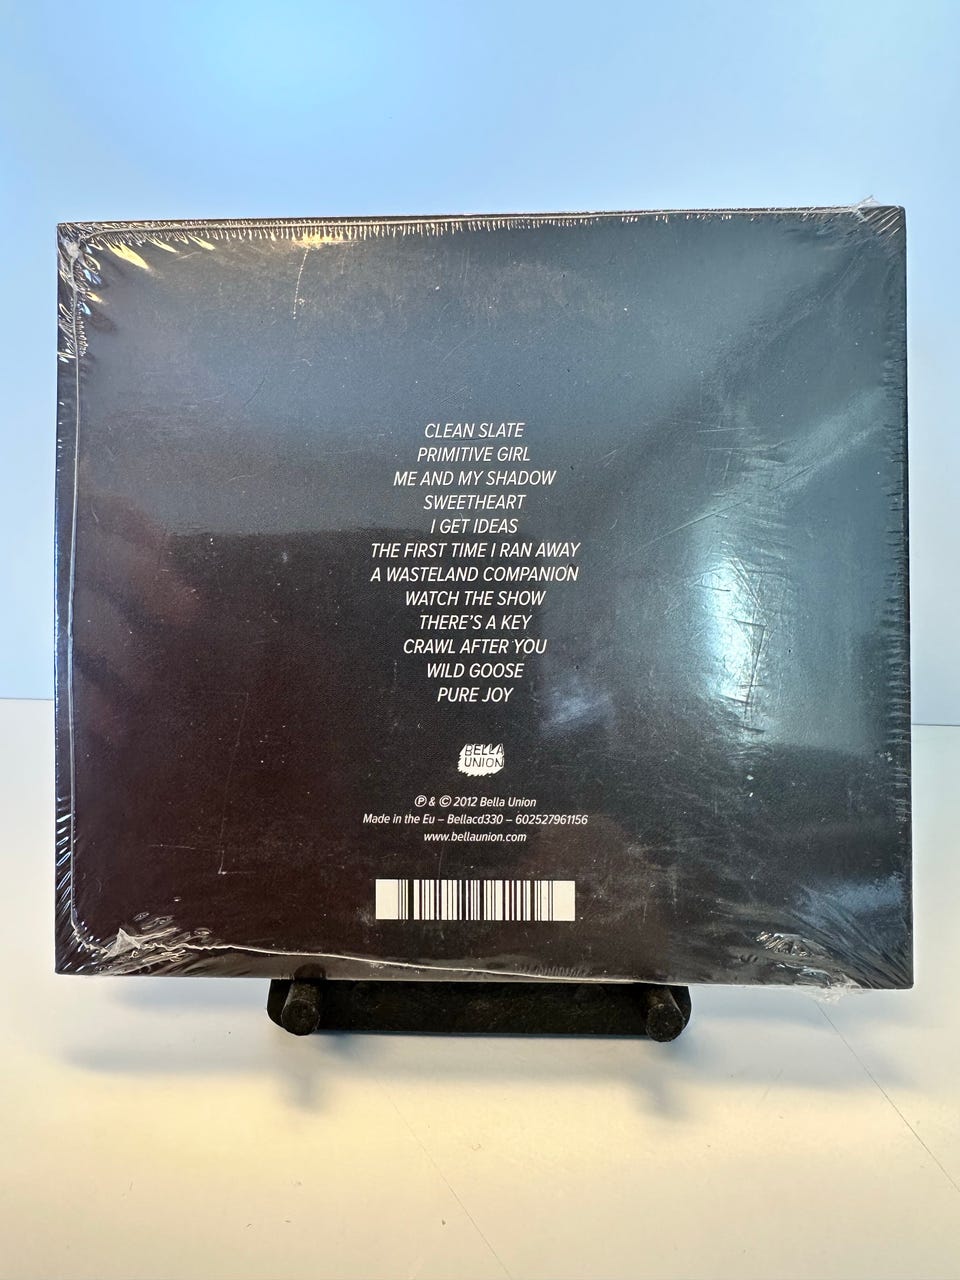 CLEAN SLATE
PRIMITIVE GIRL
ME AND MY SHADOW
SWEETHEART
I GET IDEAS
THE FIRST TIME I RAN AWAY
A WASTELAND COMPANION
WATCH THE SHOW
THERE'S A KEY
CRAWL AFTER YOU
WILD GOOSE
PURE JOY
BELLA
UNION
℗ & © 2012 Bella Union
Made in the Eu – Bellacd330 – 602527961156
www.bellaunion.com